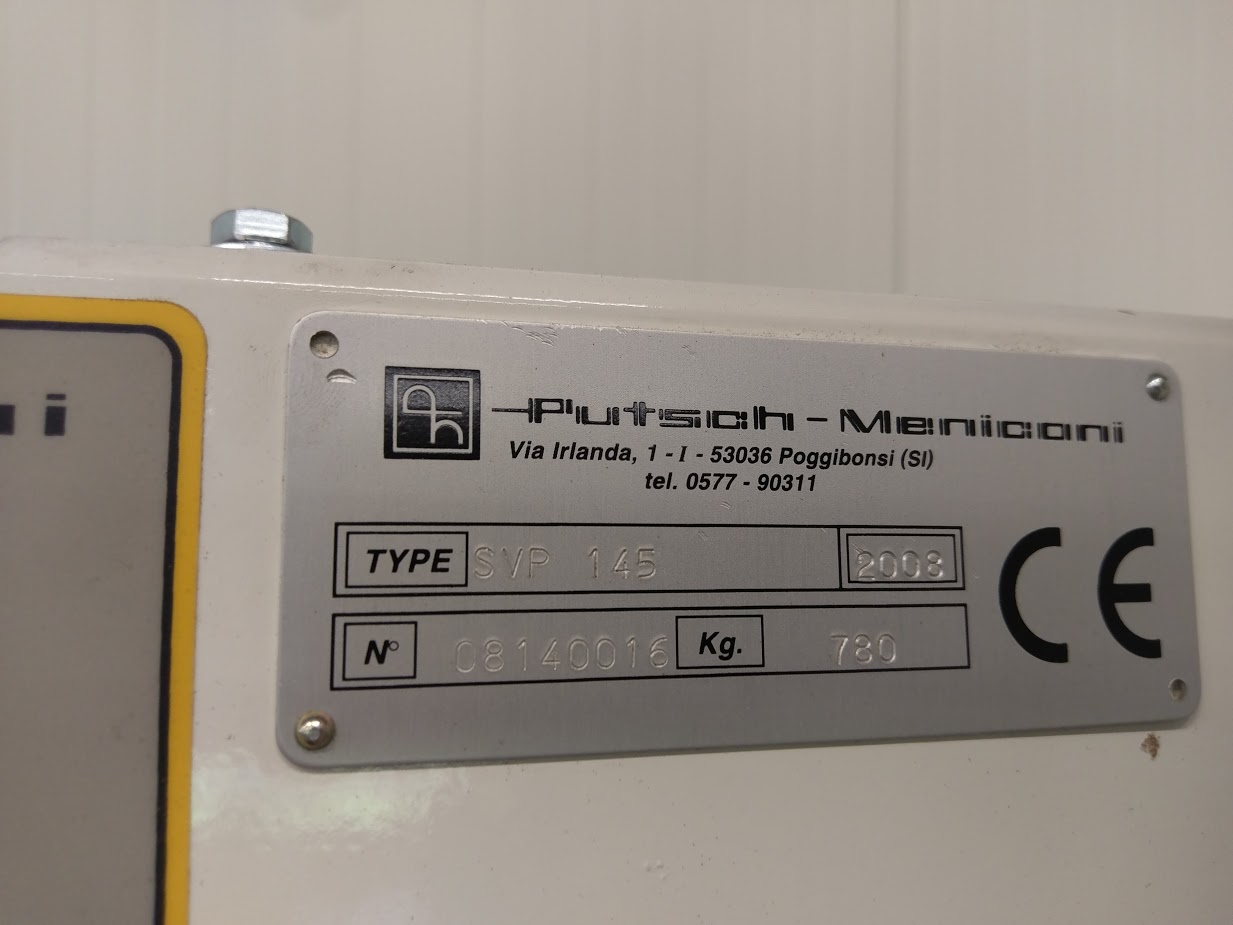 Putsch-Meniconi
Via Irlanda, 1 - I - 53036 Poggibonsi (SI)
tel. 0577 - 90311
TYPE SVP 145 2008
N° 08140016 Kg. 780
CE